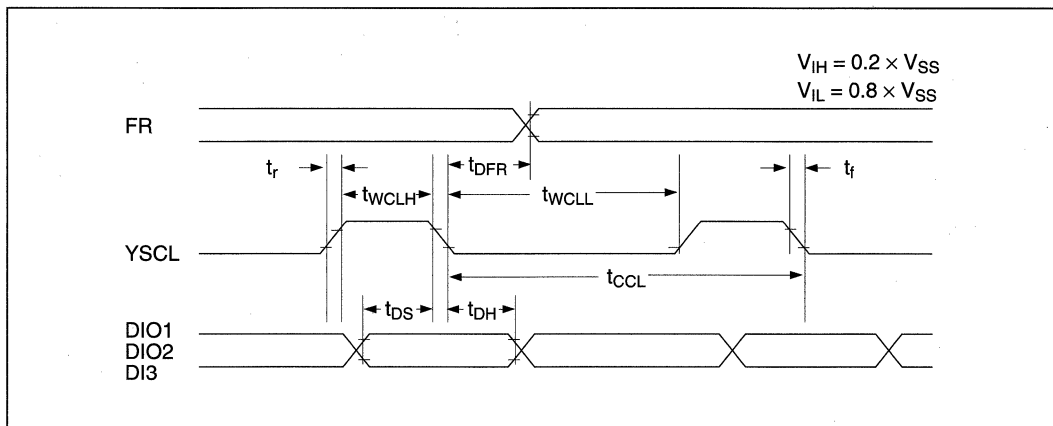 V_IH = 0.2 × V_SS
V_IL = 0.8 × V_SS
FR
t_r
t_DFR
t_f
t_WCLH
t_WCLL
YSCL
t_CCL
t_DS
t_DH
DIO1
DIO2
DI3